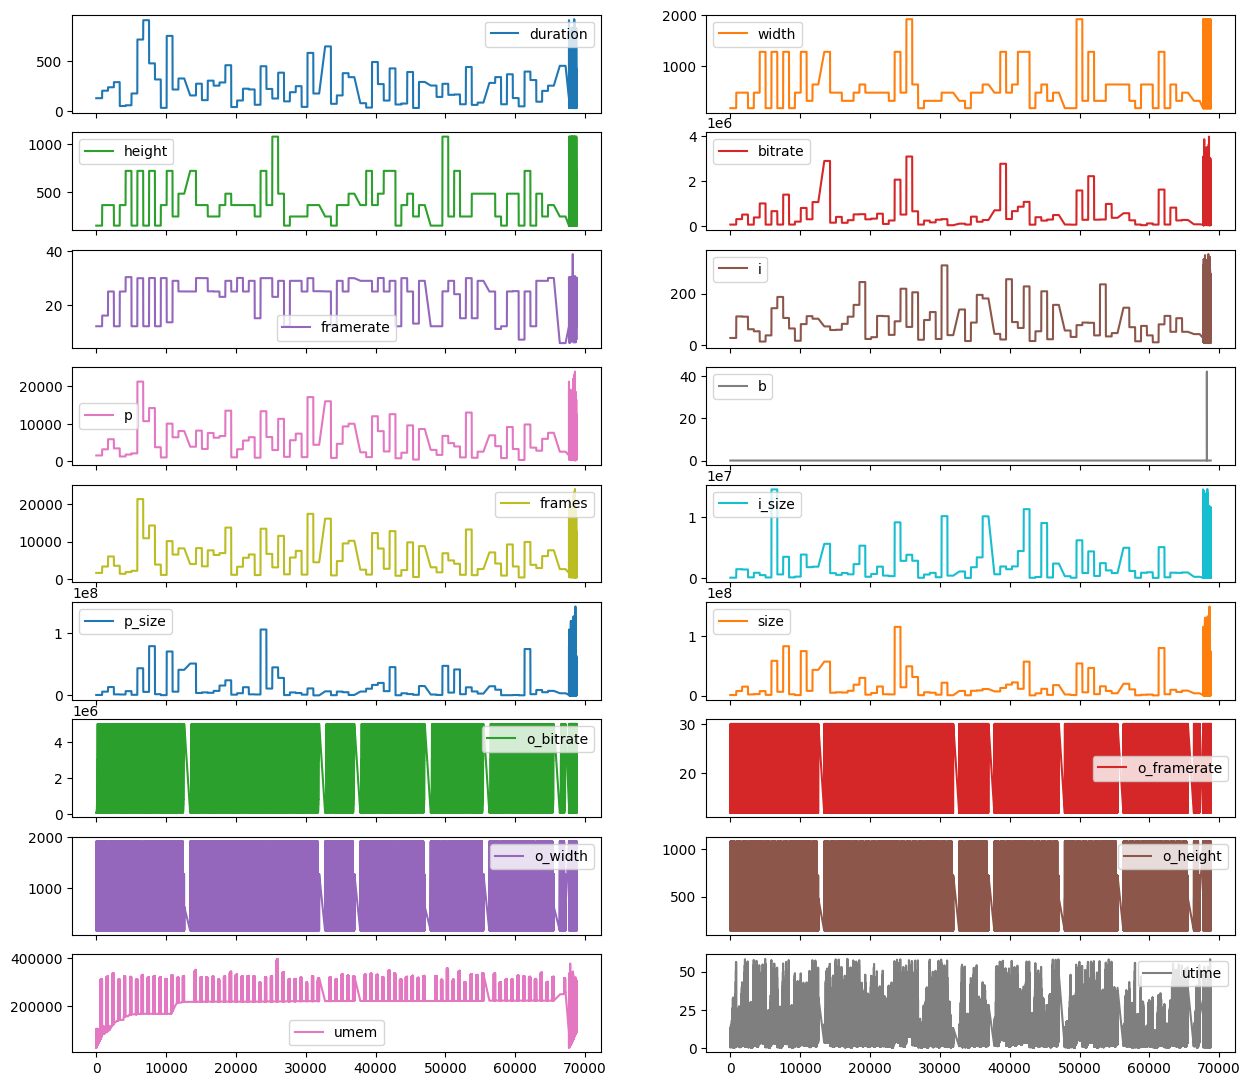 duration
500
0
width
2000
1000
height
1000
500
1e6
bitrate
4
2
0
framerate
40
20
i
200
0
p
20000
10000
0
b
40
20
0
frames
20000
10000
0
1e7
i_size
1
0
1e8
p_size
1
0
1e8
size
1
0
1e6
o_bitrate
4
2
0
o_framerate
30
20
o_width
2000
1000
o_height
1000
500
umem
400000
200000
0 10000 20000 30000 40000 50000 60000 70000
utime
50
25
0
0 10000 20000 30000 40000 50000 60000 70000